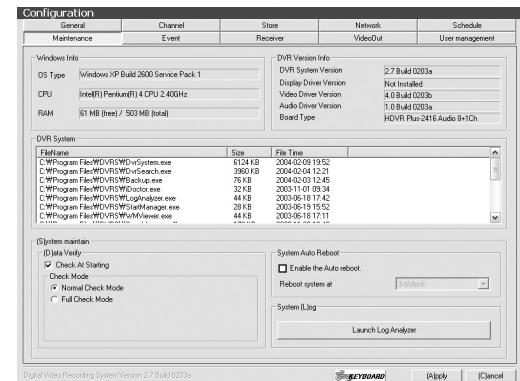 Configuration
General Channel Store Network Schedule
Maintenance Event Receiver VideoOut User management
Windows Info
OS Type Windows XP Build 2600 Service Pack 1
CPU Intel(R) Pentium(R) 4 CPU 2.40GHz
RAM 61 MB (free) / 503 MB (total)
DVR Version Info
DVR System Version 2.7 Build 0203a
Display Driver Version Not Installed
Video Driver Version 4.0 Build 0203b
Audio Driver Version 1.0 Build 0203a
Board Type HDVR Plus-2416 Audio 8+1Ch
DVR System
FileName Size File Time
C:₩Program Files₩DVRS₩DvrSystem.exe 6124 KB 2004-02-09 19:52
C:₩Program Files₩DVRS₩DvrSearch.exe 3960 KB 2004-02-04 12:21
C:₩Program Files₩DVRS₩Backup.exe 76 KB 2004-02-03 12:45
C:₩Program Files₩DVRS₩iDoctor.exe 32 KB 2003-11-01 09:34
C:₩Program Files₩DVRS₩LogAnalyzer.exe 44 KB 2003-06-18 17:42
C:₩Program Files₩DVRS₩StartManager.exe 28 KB 2003-06-19 15:52
C:₩Program Files₩DVRS₩WMViewer.exe 44 KB 2003-06-18 17:11
(S)ystem maintain
(D)ata Verify
Check At Starting
Check Mode
Normal Check Mode
Full Check Mode
System Auto Reboot
Enable the Auto reboot.
Reboot system at 3 o'clock
System (L)og
Launch Log Analyzer
Digital Video Recording System Version 2.7 Build 0203a
KEYBOARD (A)pply (C)ancel